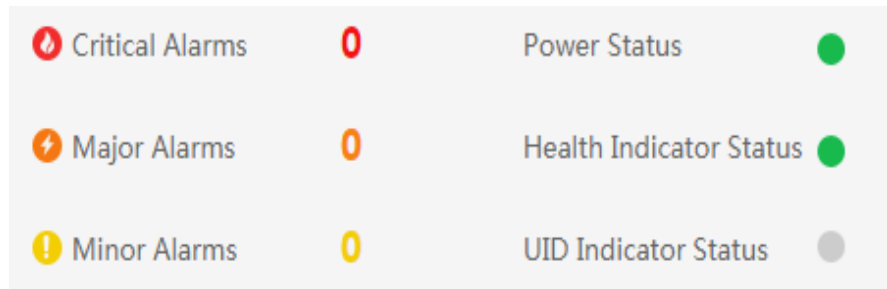 Critical Alarms 0 Power Status
Major Alarms 0 Health Indicator Status
Minor Alarms 0 UID Indicator Status